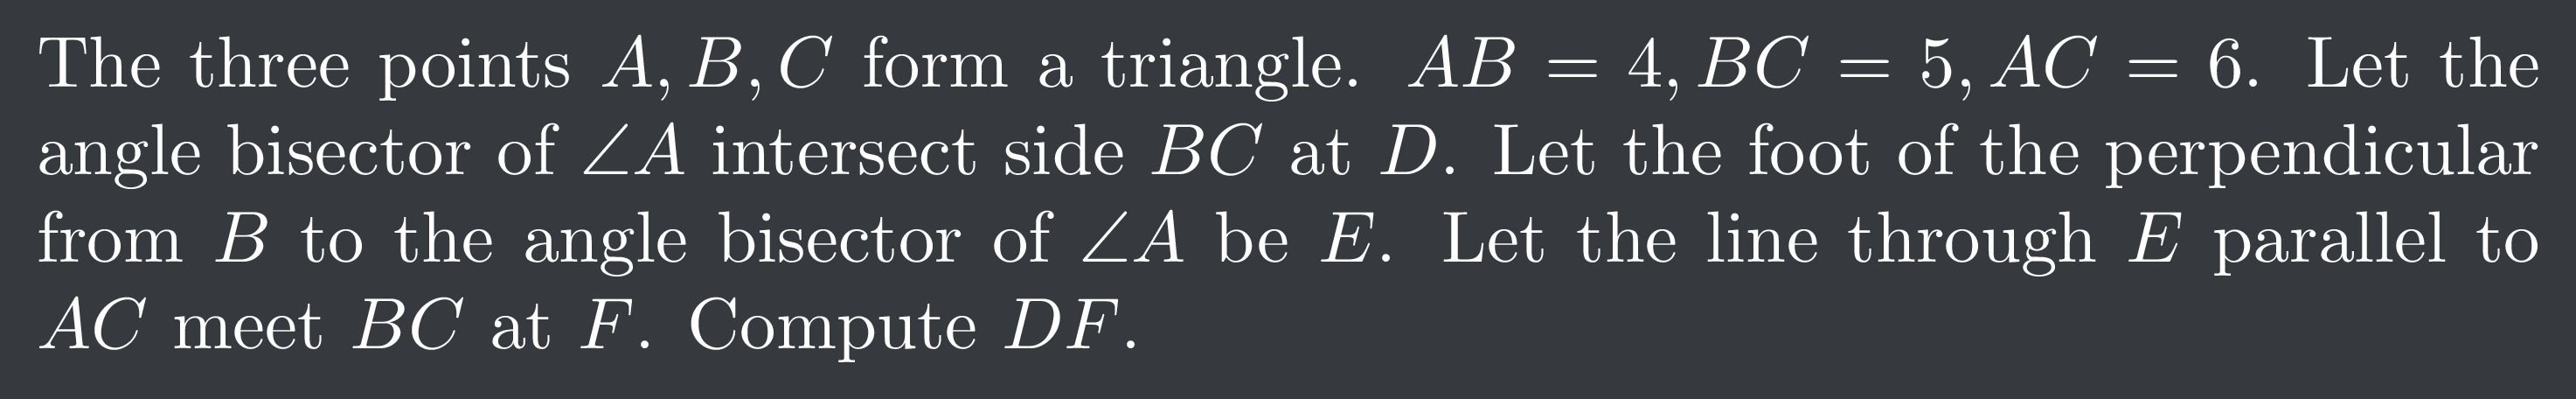 The three points A, B, C form a triangle. AB = 4, BC = 5, AC = 6. Let the
angle bisector of ∠A intersect side BC at D. Let the foot of the perpendicular
from B to the angle bisector of ∠A be E. Let the line through E parallel to
AC meet BC at F. Compute DF.